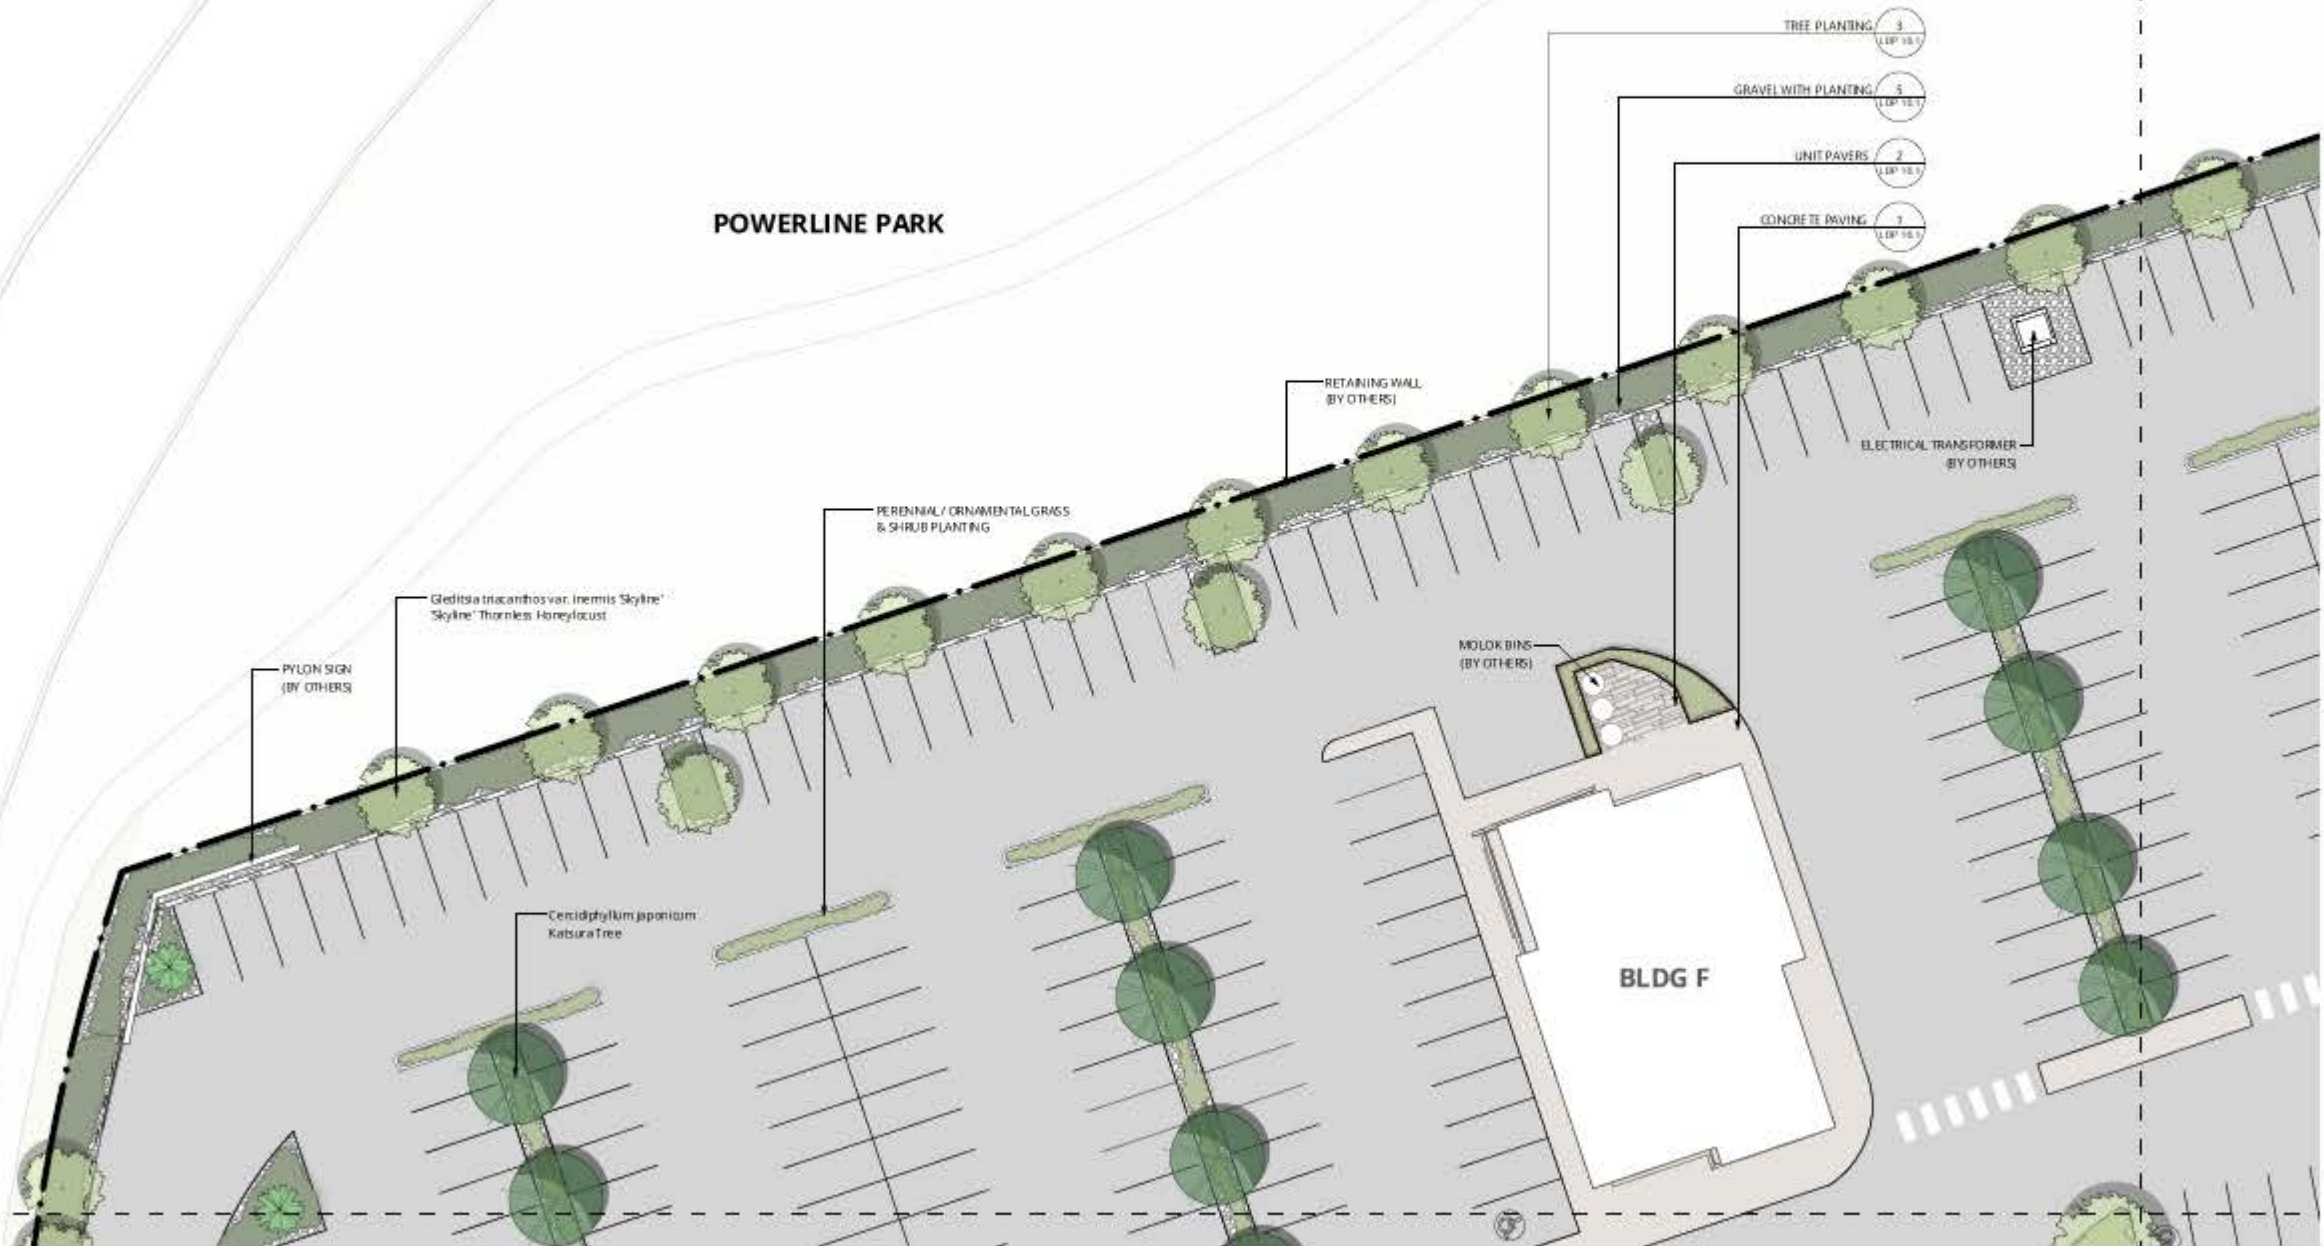 TREE PLANTING 3
LDP 10.1
GRAVEL WITH PLANTING 5
LDP 10.1
UNIT PAVERS 2
LDP 10.1
CONCRETE PAVING 1
LDP 10.1
POWERLINE PARK
RETAINING WALL
(BY OTHERS)
ELECTRICAL TRANSFORMER
(BY OTHERS)
PERENNIAL / ORNAMENTAL GRASS
& SHRUB PLANTING
Gleditsia triacanthos var. inermis 'Skyline'
'Skyline' Thornless Honeylocust
PYLON SIGN
(BY OTHERS)
MOLOK BINS
(BY OTHERS)
Cercidiphyllum japonicum
Katsura Tree
BLDG F